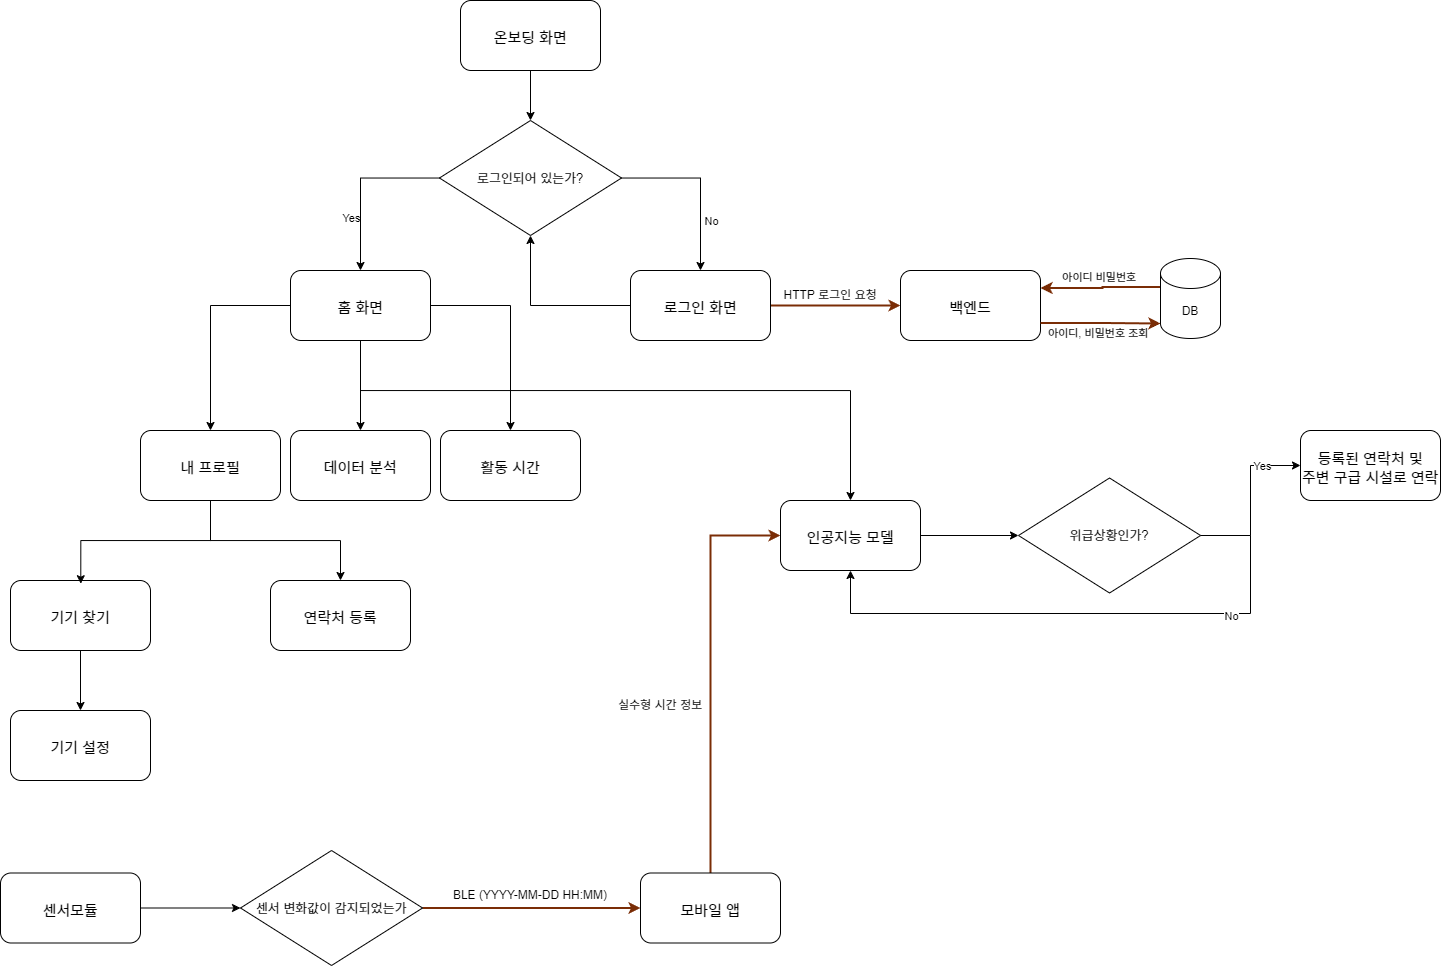 온보딩 화면
로그인되어 있는가?
Yes
No
홈 화면
로그인 화면
HTTP 로그인 요청
백엔드
아이디 비밀번호
아이디, 비밀번호 조회
DB
내 프로필
데이터 분석
활동 시간
등록된 연락처 및
주변 구급 시설로 연락
Yes
인공지능 모델
위급상황인가?
No
기기 찾기
연락처 등록
실수형 시간 정보
기기 설정
센서모듈
센서 변화값이 감지되었는가
BLE (YYYY-MM-DD HH:MM)
모바일 앱